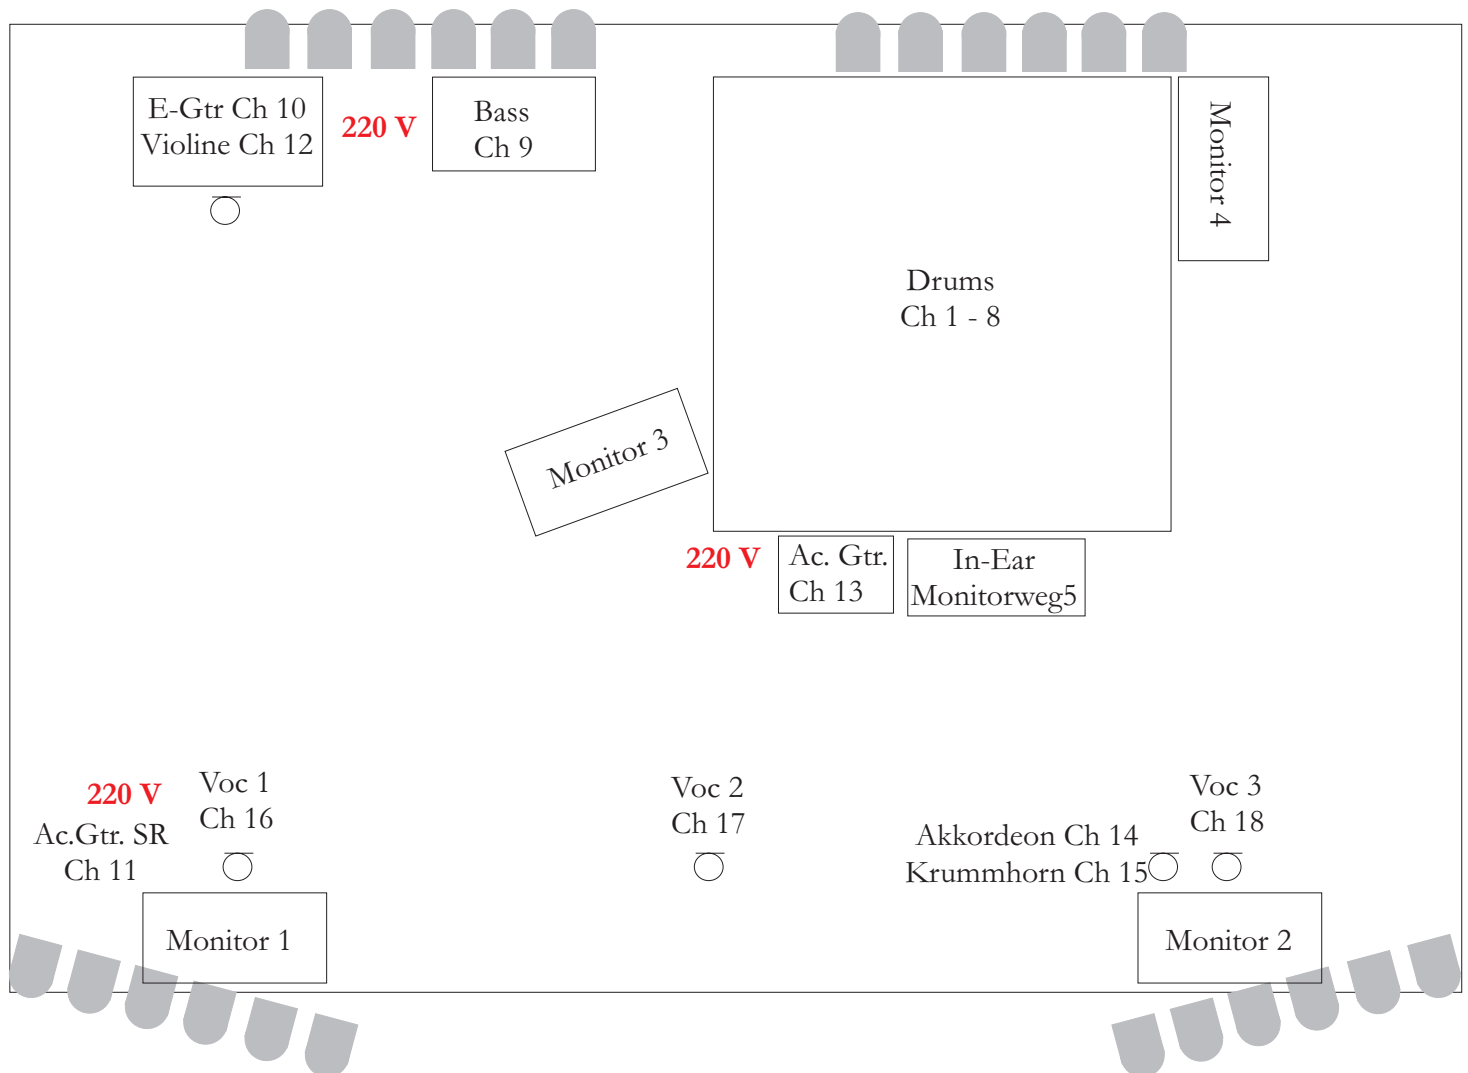 E-Gtr Ch 10
Violine Ch 12
220 V
Bass
Ch 9
Monitor 4
Drums
Ch 1 - 8
Monitor 3
220 V
Ac. Gtr.
Ch 13
In-Ear
Monitorweg5
220 V
Ac.Gtr. SR
Ch 11
Voc 1
Ch 16
Voc 2
Ch 17
Akkordeon Ch 14
Krummhorn Ch 15
Voc 3
Ch 18
Monitor 1
Monitor 2